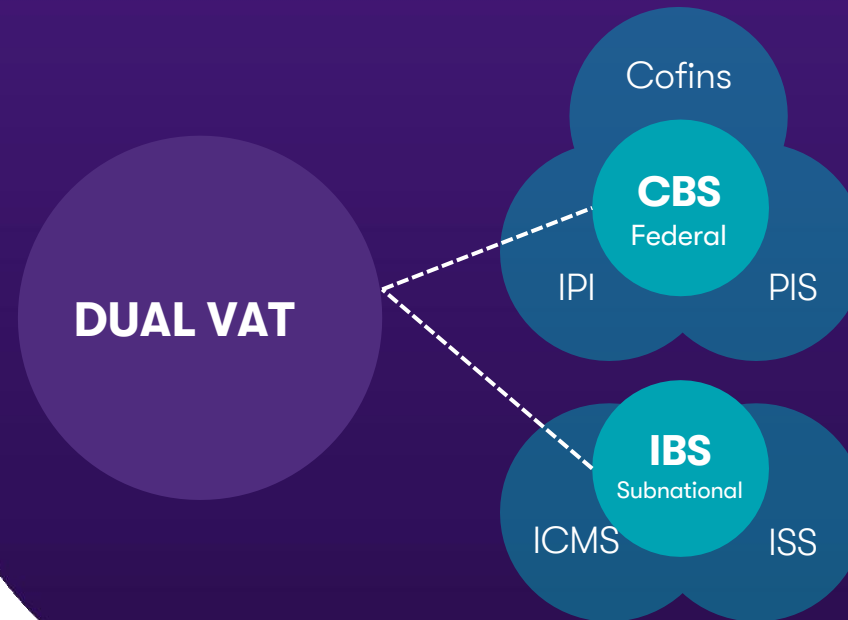 Cofins
CBS
Federal
IPI
PIS
DUAL VAT
IBS
Subnational
ICMS
ISS